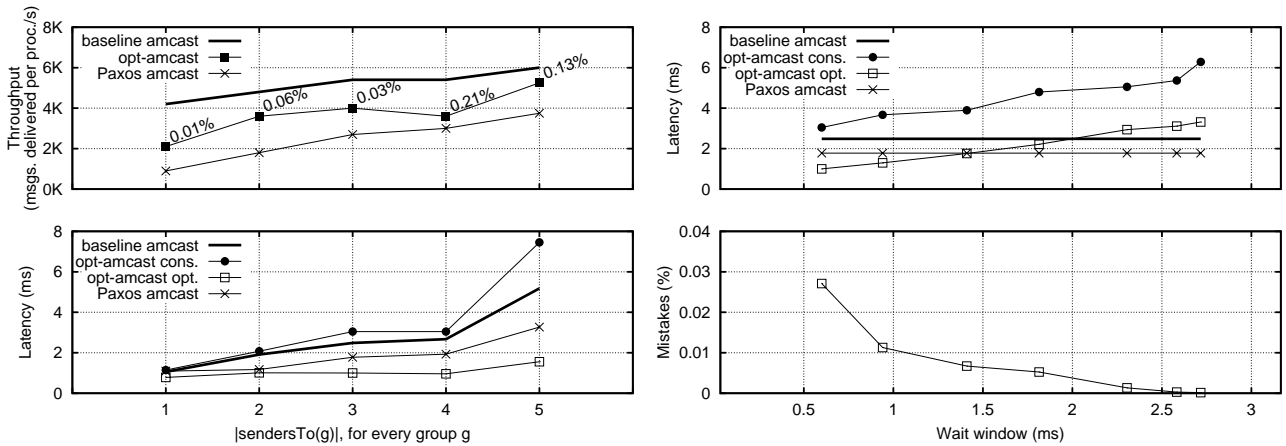 Throughput
(msgs. delivered per proc./s)
8K
6K
4K
2K
0K
baseline amcast
opt-amcast
Paxos amcast
0.01%
0.06%
0.03%
0.21%
0.13%
Latency (ms)
8
6
4
2
0
baseline amcast
opt-amcast cons.
opt-amcast opt.
Paxos amcast
Latency (ms)
8
6
4
2
0
baseline amcast
opt-amcast cons.
opt-amcast opt.
Paxos amcast
1 2 3 4 5
|sendersTo(g)|, for every group g
Mistakes (%)
0.04
0.03
0.02
0.01
0
0.5 1 1.5 2 2.5 3
Wait window (ms)